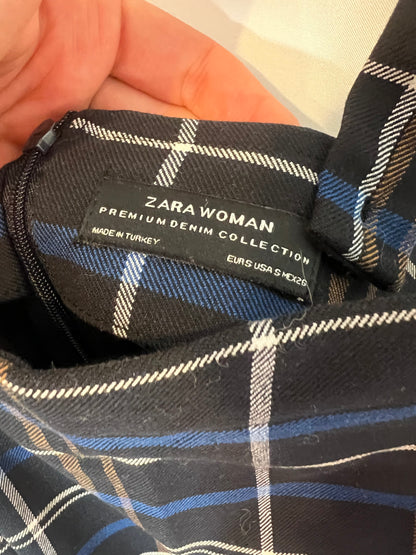 ZARA WOMAN
PREMIUM DENIM COLLECTION
MADE IN TURKEY
EUR S USA S MEX 26